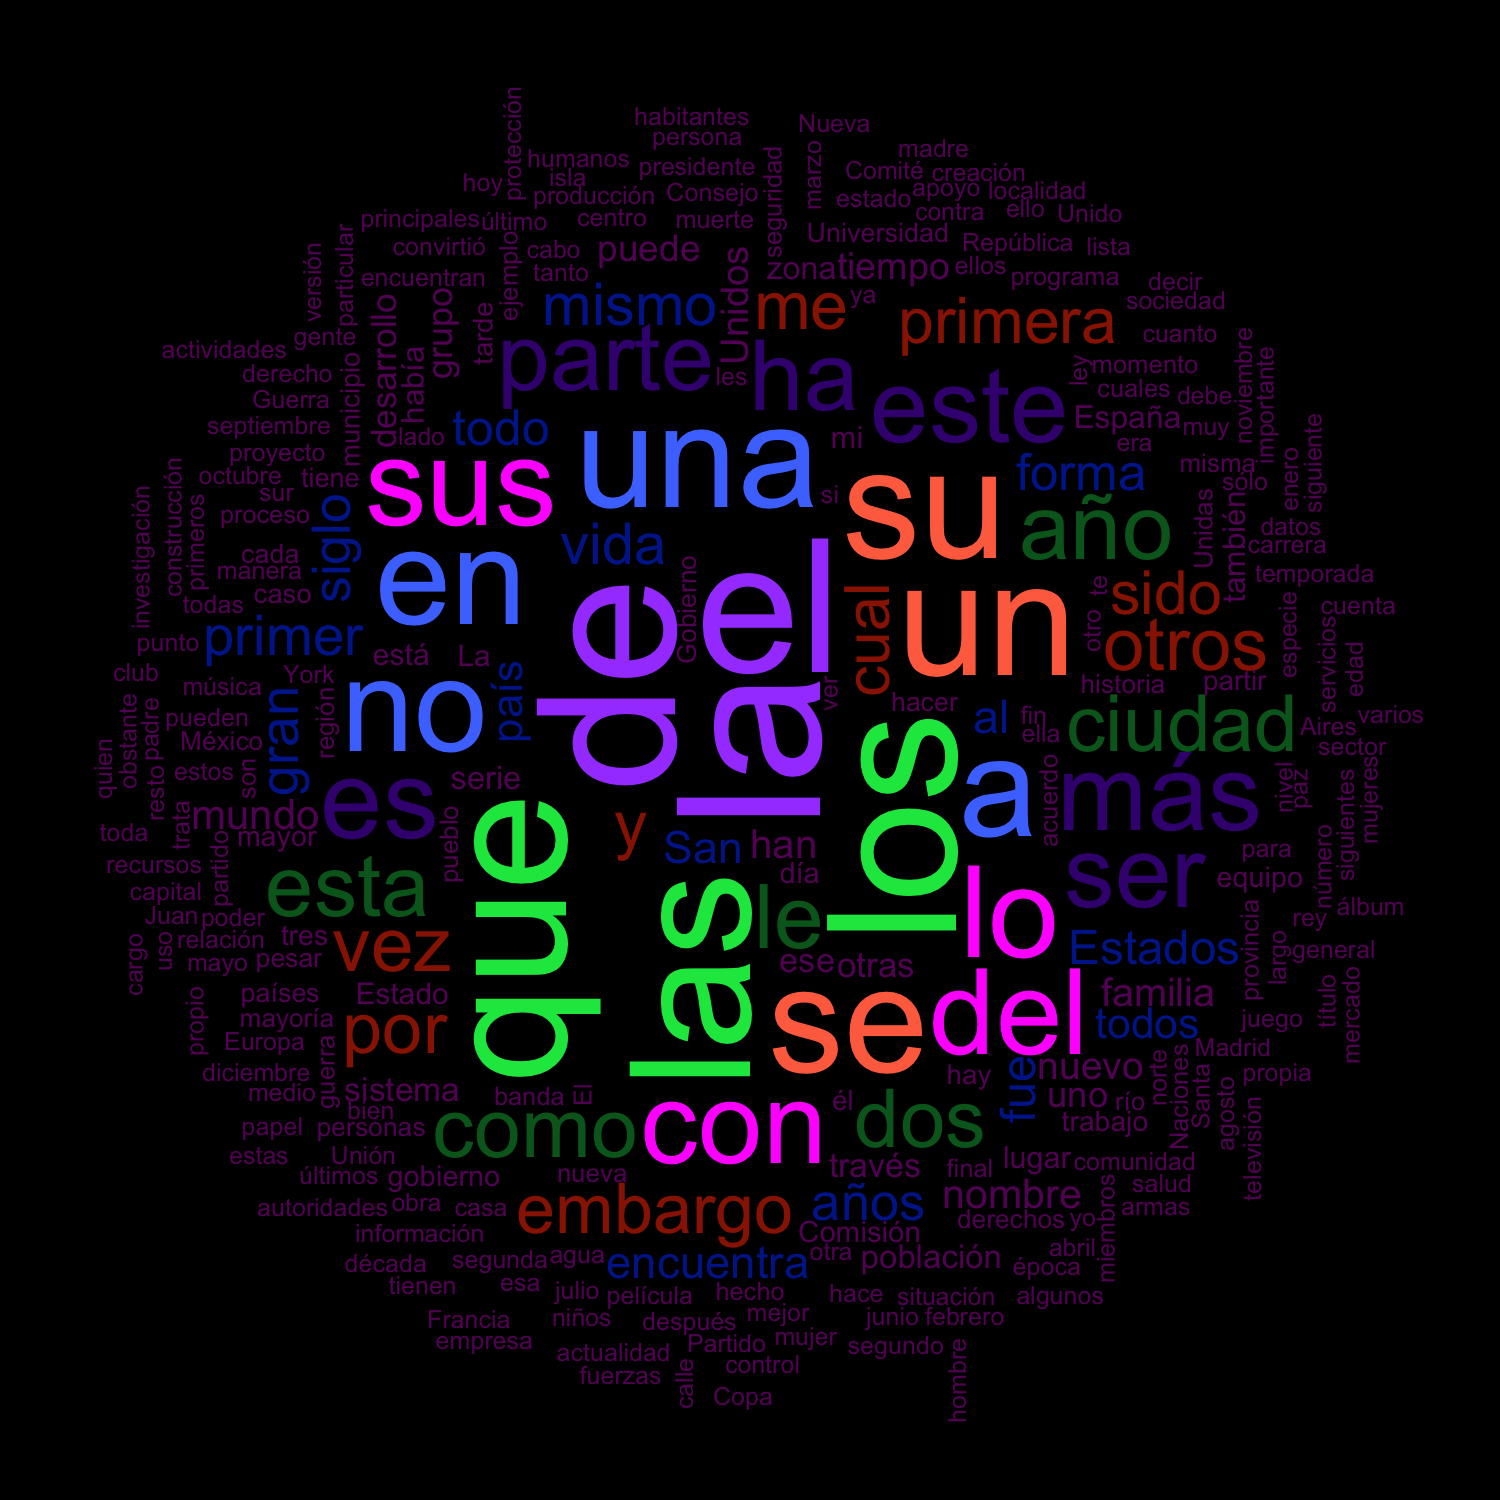 habitantes
persona
Nueva
protección
humanos
isla
presidente
seguridad
marzo
madre
Comité
creación
hoy
producción
Consejo
estado
apoyo
localidad
principales
último
centro
muerte
contra
ello
Unido
convirtió
cabo
puede
Universidad
República
lista
versión
particular
encuentran
ejemplo
tanto
Unidos
zona
tiempo
ellos
programa
decir
sociedad
mismo
me
ya
primera
cuanto
desarrollo
grupo
tarde
gente
actividades
parte
ha
les
este
ley
momento
noviembre
importante
derecho
Guerra
municipio
había
cuales
debe
España
muy
septiembre
lado
todo
una
mi
era
siguiente
proyecto
octubre
tiene
sus
su
forma
misma
sólo
enero
sur
si
año
Unidas
también
datos
investigación
construcción
primeros
proceso
siglo
vida
carrera
cada
manera
en
de
el
temporada
todas
caso
Gobierno
cual
un
sido
te
otro
especie
cuenta
punto
primer
otros
servicios
edad
está
La
club
York
país
la
ver
historia
partir
música
hacer
obstante
padre
pueden
gran
región
no
los
al
fin
ella
ciudad
Aires
varios
México
sector
quien
resto
estos
son
es
serie
a
acuerdo
más
nivel
paz
siguientes
mujeres
mundo
toda
trata
partido
mayor
pueblo
que
y
San
han
para
recursos
día
ser
equipo
número
capital
esta
las
le
lo
álbum
Juan
poder
rey
cargo
uso
relación
tres
vez
Estados
provincia
largo
general
mayo
pesar
ese
otras
países
Estado
se
del
familia
título
mercado
propio
mayoría
por
todos
juego
Europa
guerra
Madrid
diciembre
fue
nuevo
norte
Naciones
Santa
propia
medio
sistema
banda
El
hay
uno
río
agosto
bien
como
con
él
dos
trabajo
papel
personas
televisión
estas
Unión
través
lugar
comunidad
últimos
gobierno
nueva
final
salud
autoridades
obra
casa
embargo
años
nombre
derechos
yo
miembros
armas
información
Comisión
década
segunda
agua
encuentra
otra
población
abril
época
tienen
esa
julio
película
hecho
hace
situación
algunos
Francia
niños
después
mejor
junio
febrero
empresa
Partido
mujer
segundo
actualidad
fuerzas
calle
control
hombre
Copa